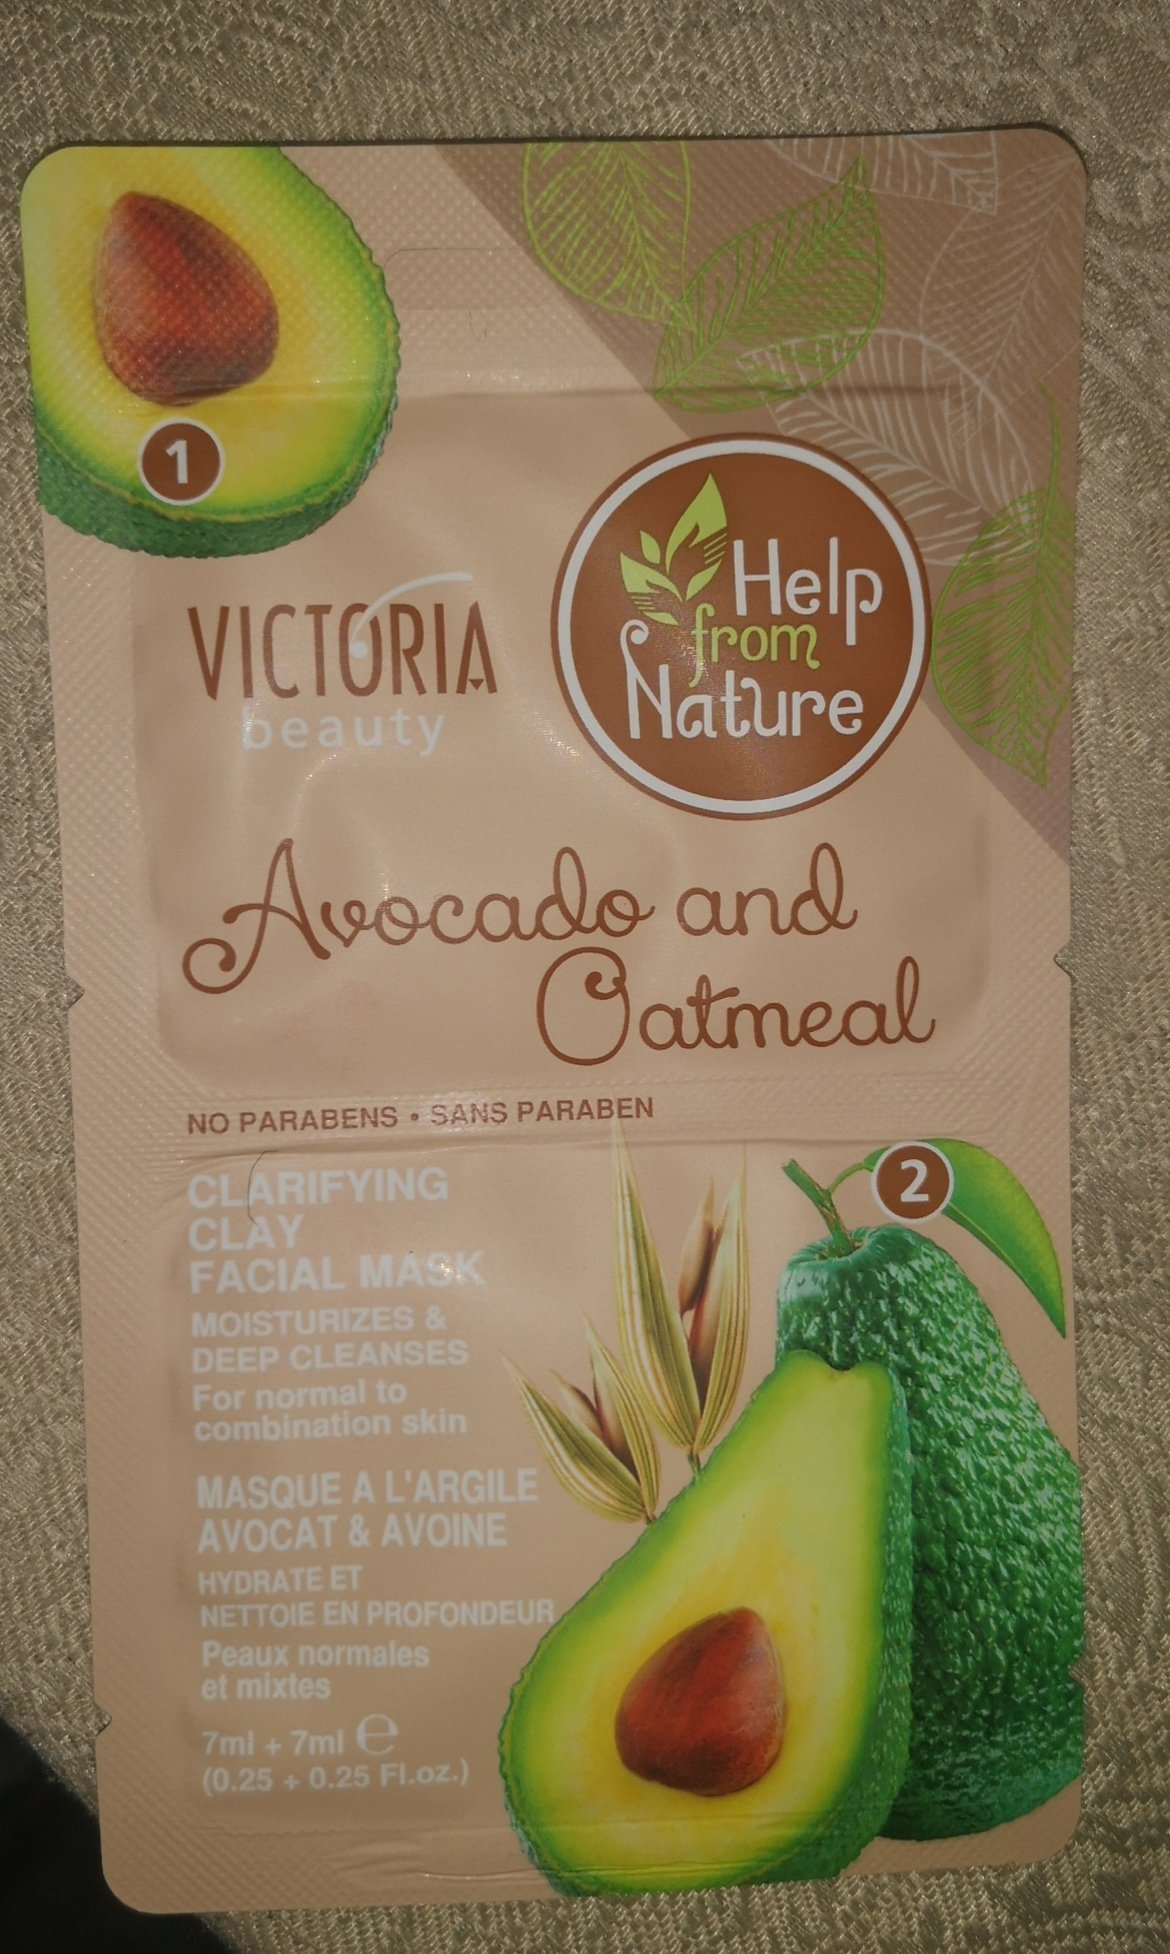 1
VICTORIA
beauty
Help
from
Nature
Avocado and
Oatmeal
NO PARABENS • SANS PARABEN
2
CLARIFYING
CLAY
FACIAL MASK
MOISTURIZES &
DEEP CLEANSES
For normal to
combination skin
MASQUE A L'ARGILE
AVOCAT & AVOINE
HYDRATE ET
NETTOIE EN PROFONDEUR
Peaux normales
et mixtes
7ml + 7ml ℮
(0.25 + 0.25 Fl.oz.)